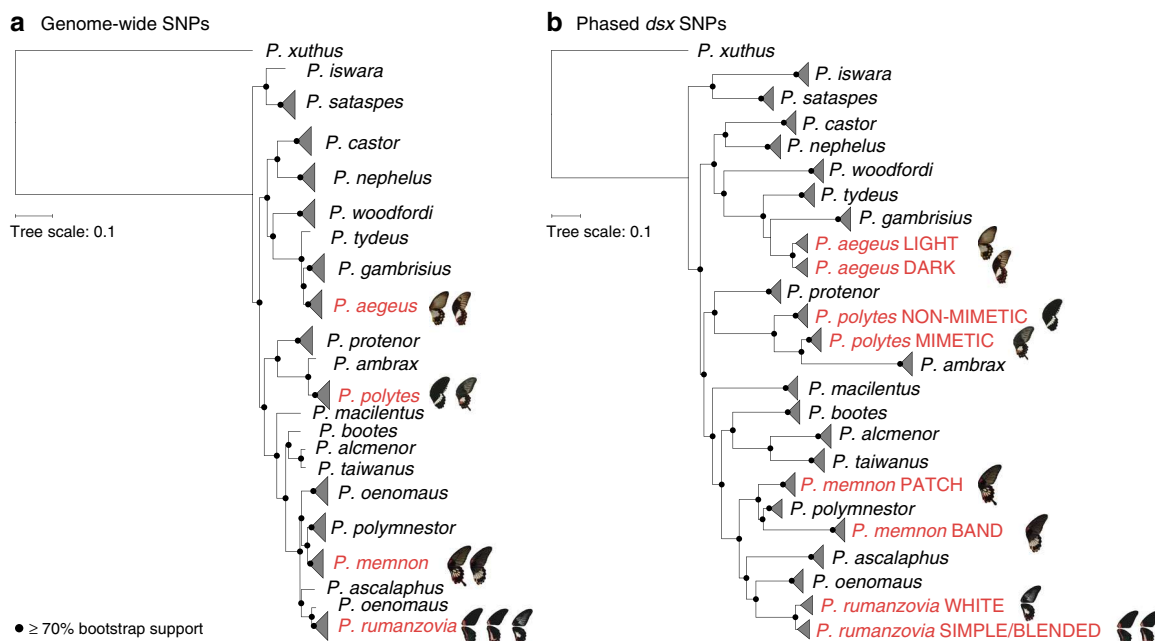 a Genome-wide SNPs
P. xuthus
P. iswara
P. sataspes
P. castor
P. nephelus
P. woodfordi
P. tydeus
P. gambrisius
P. aegeus
P. protenor
P. ambrax
P. polytes
P. macilentus
P. bootes
P. alcmenor
P. taiwanus
P. oenomaus
P. polymnestor
P. memnon
P. ascalaphus
P. oenomaus
P. rumanzovia
Tree scale: 0.1
● ≥ 70% bootstrap support
b Phased dsx SNPs
P. xuthus
P. iswara
P. sataspes
P. castor
P. nephelus
P. woodfordi
P. tydeus
P. gambrisius
P. aegeus LIGHT
P. aegeus DARK
P. protenor
P. polytes NON-MIMETIC
P. polytes MIMETIC
P. ambrax
P. macilentus
P. bootes
P. alcmenor
P. taiwanus
P. memnon PATCH
P. polymnestor
P. memnon BAND
P. ascalaphus
P. oenomaus
P. rumanzovia WHITE
P. rumanzovia SIMPLE/BLENDED
Tree scale: 0.1